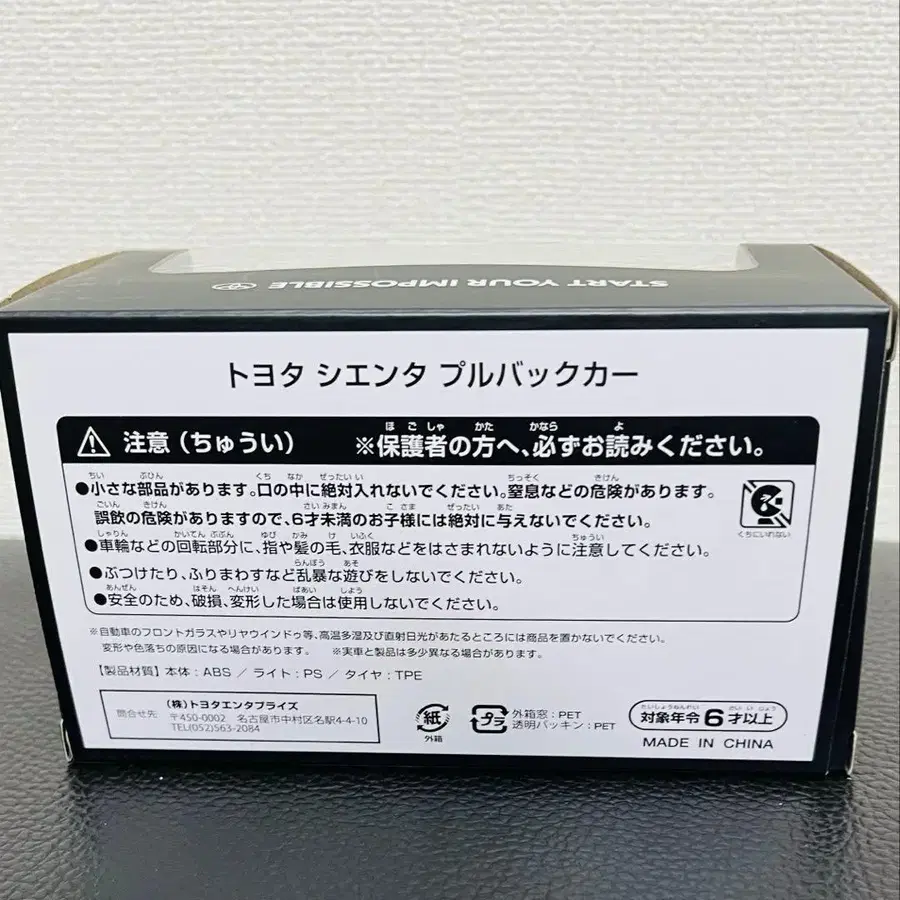 START YOUR IMPOSSIBLE
トヨタ シエンタ プルバックカー
注意（ちゅうい） ※保護者の方へ、必ずお読みください。
●小さな部品があります。口の中に絶対入れないでください。窒息などの危険があります。
誤飲の危険がありますので、6才未満のお子様には絶対に与えないでください。
●車輪などの回転部分に、指や髪の毛、衣服などをはさまれないように注意してください。
●ぶつけたり、ふりまわすなど乱暴な遊びをしないでください。
●安全のため、破損、変形した場合は使用しないでください。
くちにいれない
※自動車のフロントガラスやリヤウインドゥ等、高温多湿及び直射日光があたるところには商品を置かないでください。
変形や色落ちの原因になる場合があります。 ※実車と製品は多少異なる場合があります。
【製品材質】本体：ABS ／ ライト：PS ／ タイヤ：TPE
問合せ先
（株）トヨタエンタプライズ
〒450-0002 名古屋市中村区名駅4-4-10
TEL(052)563-2084
紙
外箱
プラ
外箱窓：PET
透明パッキン：PET
対象年令6才以上
MADE IN CHINA